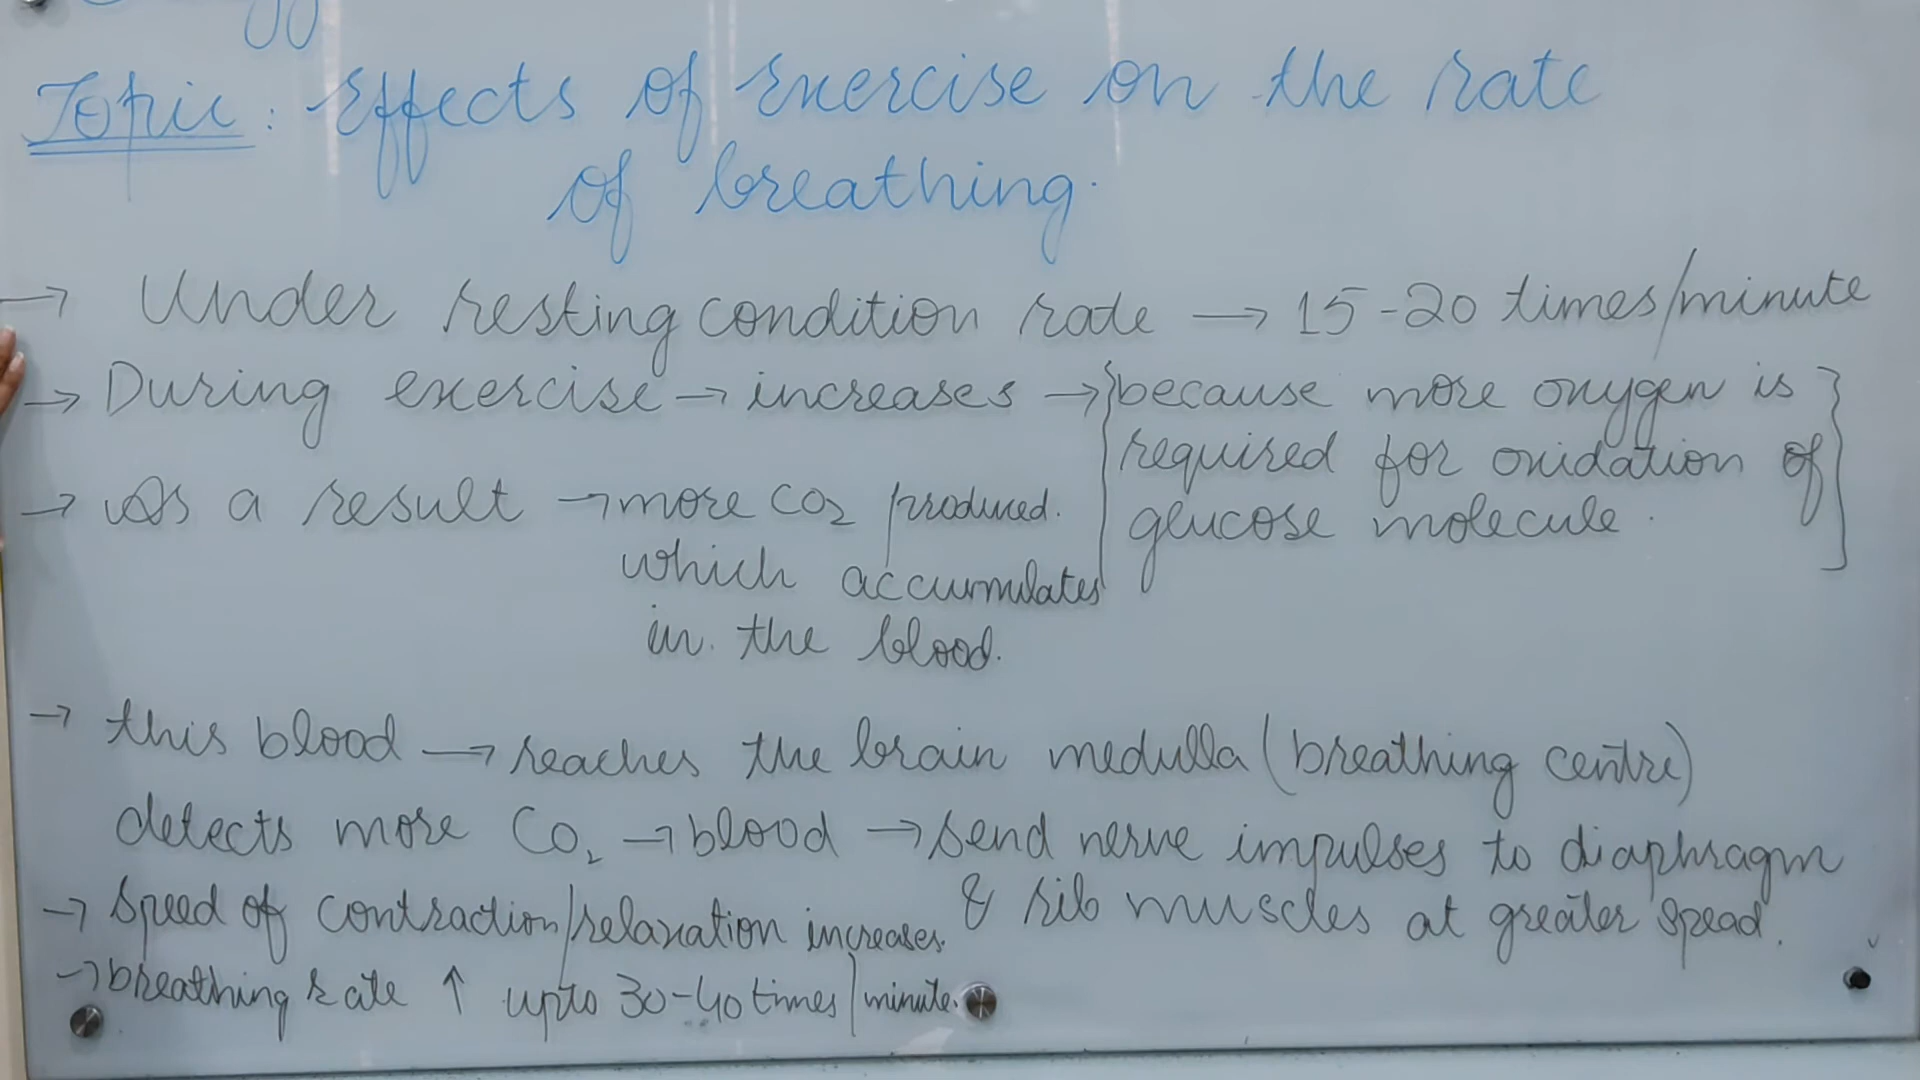 Topic: Effects of exercise on the rate
of breathing.
→ Under resting condition rate → 15-20 times/minute
→ During exercise → increases → {because more oxygen is
required for oxidation of
glucose molecule.}
→ As a result → more CO2 produced.
which accumulates
in the blood.
→ this blood → reaches the brain medulla (breathing centre)
detects more CO2 → blood → send nerve impulses to diaphragm
& rib muscles at greater spead.
→ Speed of contraction/relaxation increases.
→ breathing rate ↑ upto 30-40 times/minute.